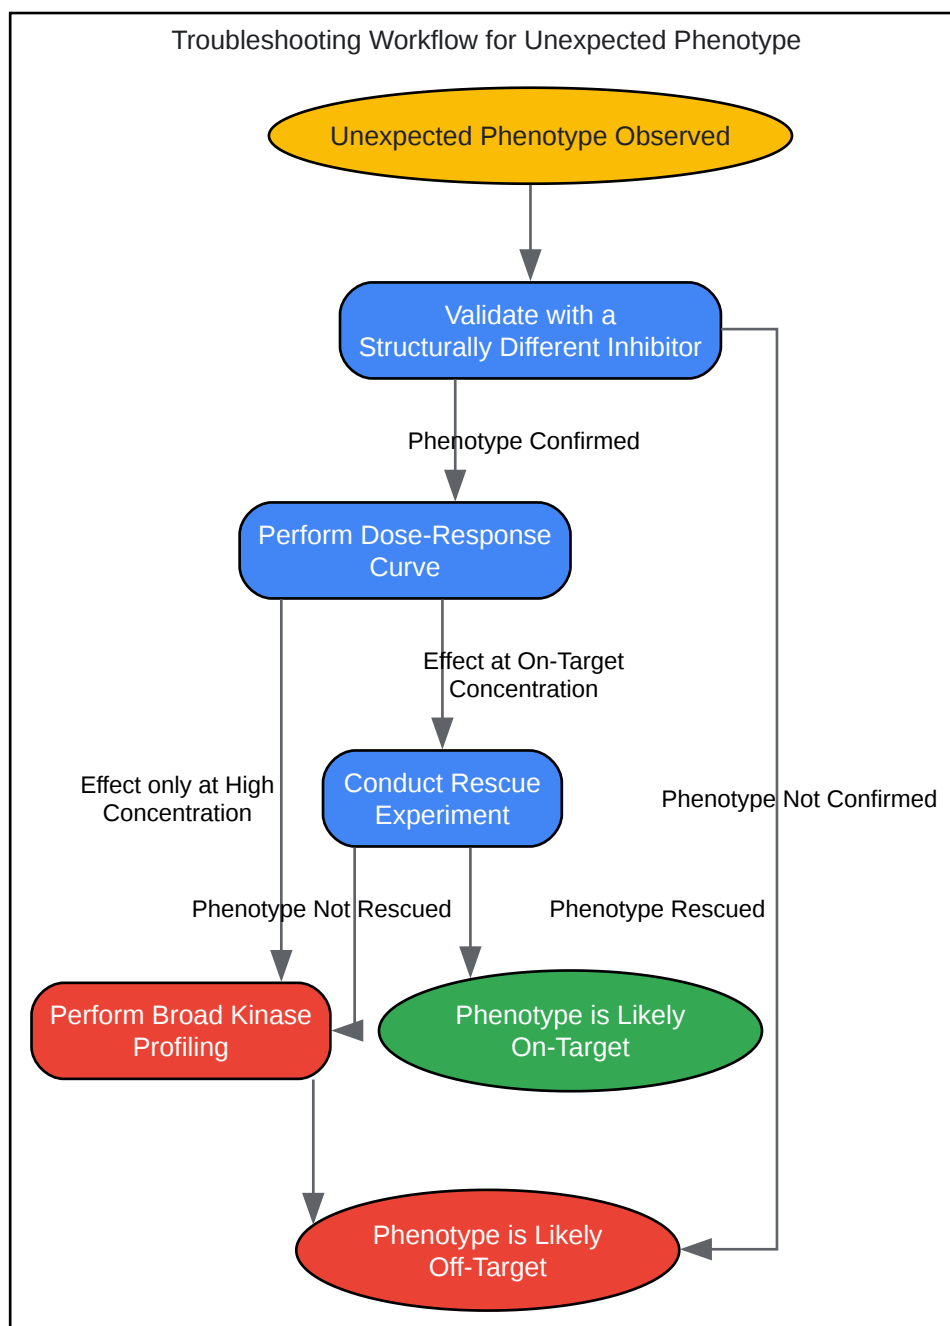 Troubleshooting Workflow for Unexpected Phenotype
Unexpected Phenotype Observed
Validate with a
Structurally Different Inhibitor
Phenotype Confirmed
Perform Dose-Response
Curve
Effect at On-Target
Concentration
Effect only at High
Concentration
Conduct Rescue
Experiment
Phenotype Not Confirmed
Phenotype Not Rescued
Phenotype Rescued
Perform Broad Kinase
Profiling
Phenotype is Likely
On-Target
Phenotype is Likely
Off-Target